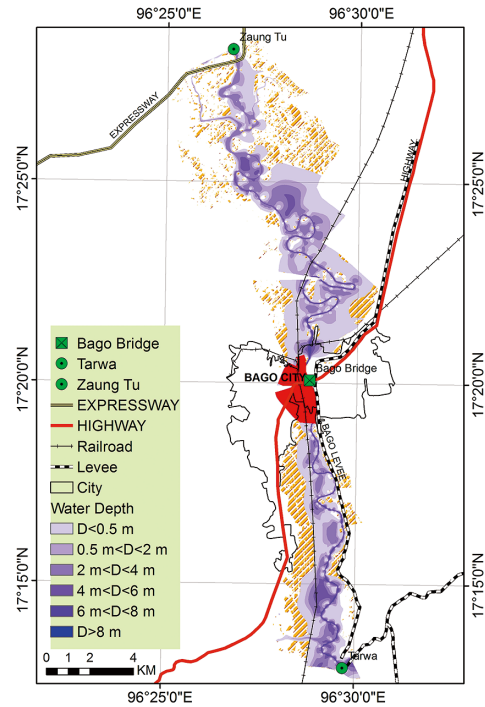 96°25'0"E 96°30'0"E
Zaung Tu
EXPRESSWAY
HIGHWAY
17°25'0"N 17°25'0"N
17°20'0"N 17°20'0"N
BAGO CITY
Bago Bridge
BAGO LEVEE
17°15'0"N 17°15'0"N
Tarwa
Bago Bridge
Tarwa
Zaung Tu
EXPRESSWAY
HIGHWAY
Railroad
Levee
City
Water Depth
D<0.5 m
0.5 m<D<2 m
2 m<D<4 m
4 m<D<6 m
6 m<D<8 m
D>8 m
0 1 2 4
KM
96°25'0"E 96°30'0"E